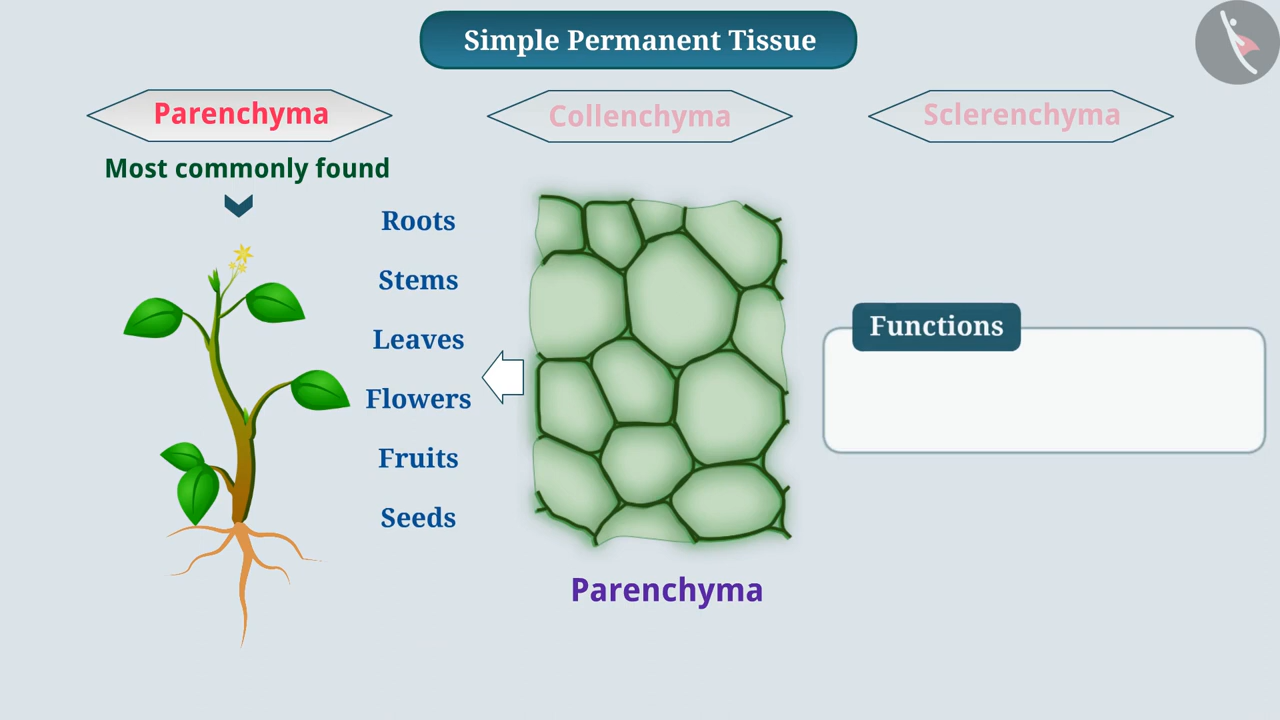 Simple Permanent Tissue
Parenchyma
Collenchyma
Sclerenchyma
Most commonly found
Roots
Stems
Leaves
Flowers
Fruits
Seeds
Functions
Parenchyma